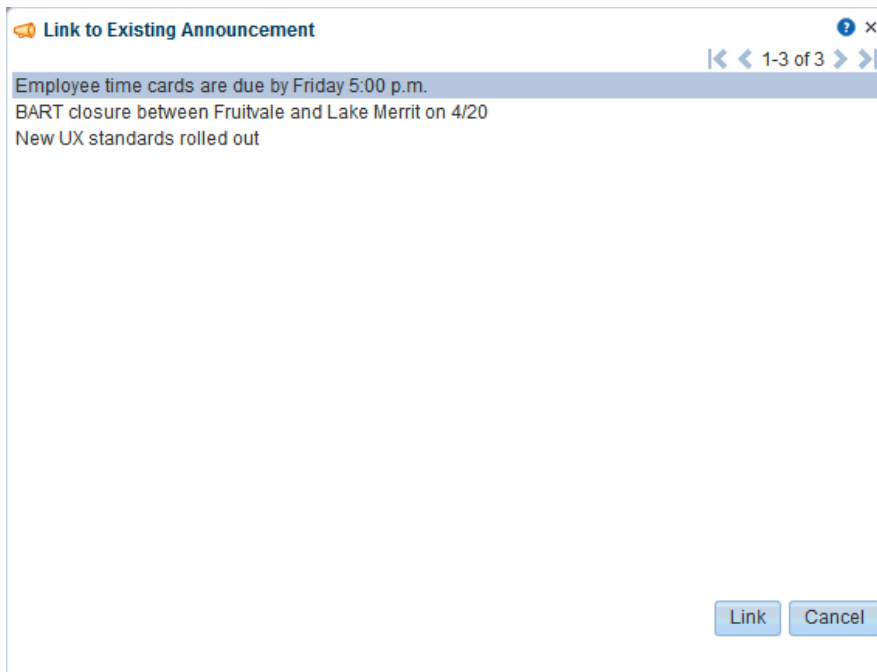 Link to Existing Announcement
1-3 of 3
Employee time cards are due by Friday 5:00 p.m.
BART closure between Fruitvale and Lake Merrit on 4/20
New UX standards rolled out
Link
Cancel